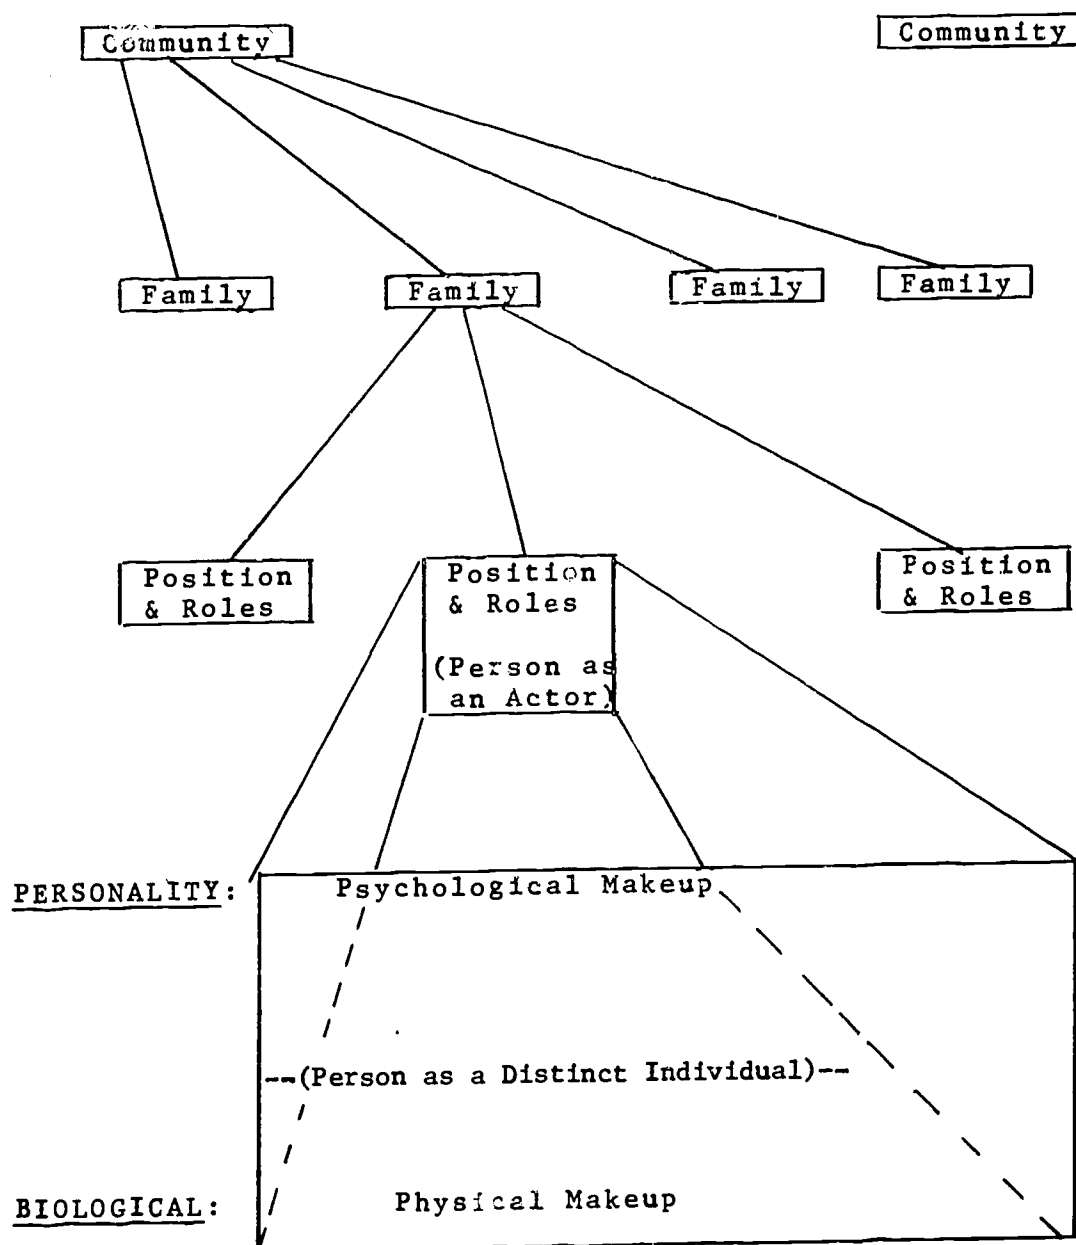 Community
Community
Family
Family
Family
Family
Position
& Roles
Position
& Roles
(Person as
an Actor)
Position
& Roles
PERSONALITY:
Psychological Makeup
--(Person as a Distinct Individual)--
BIOLOGICAL:
Physical Makeup